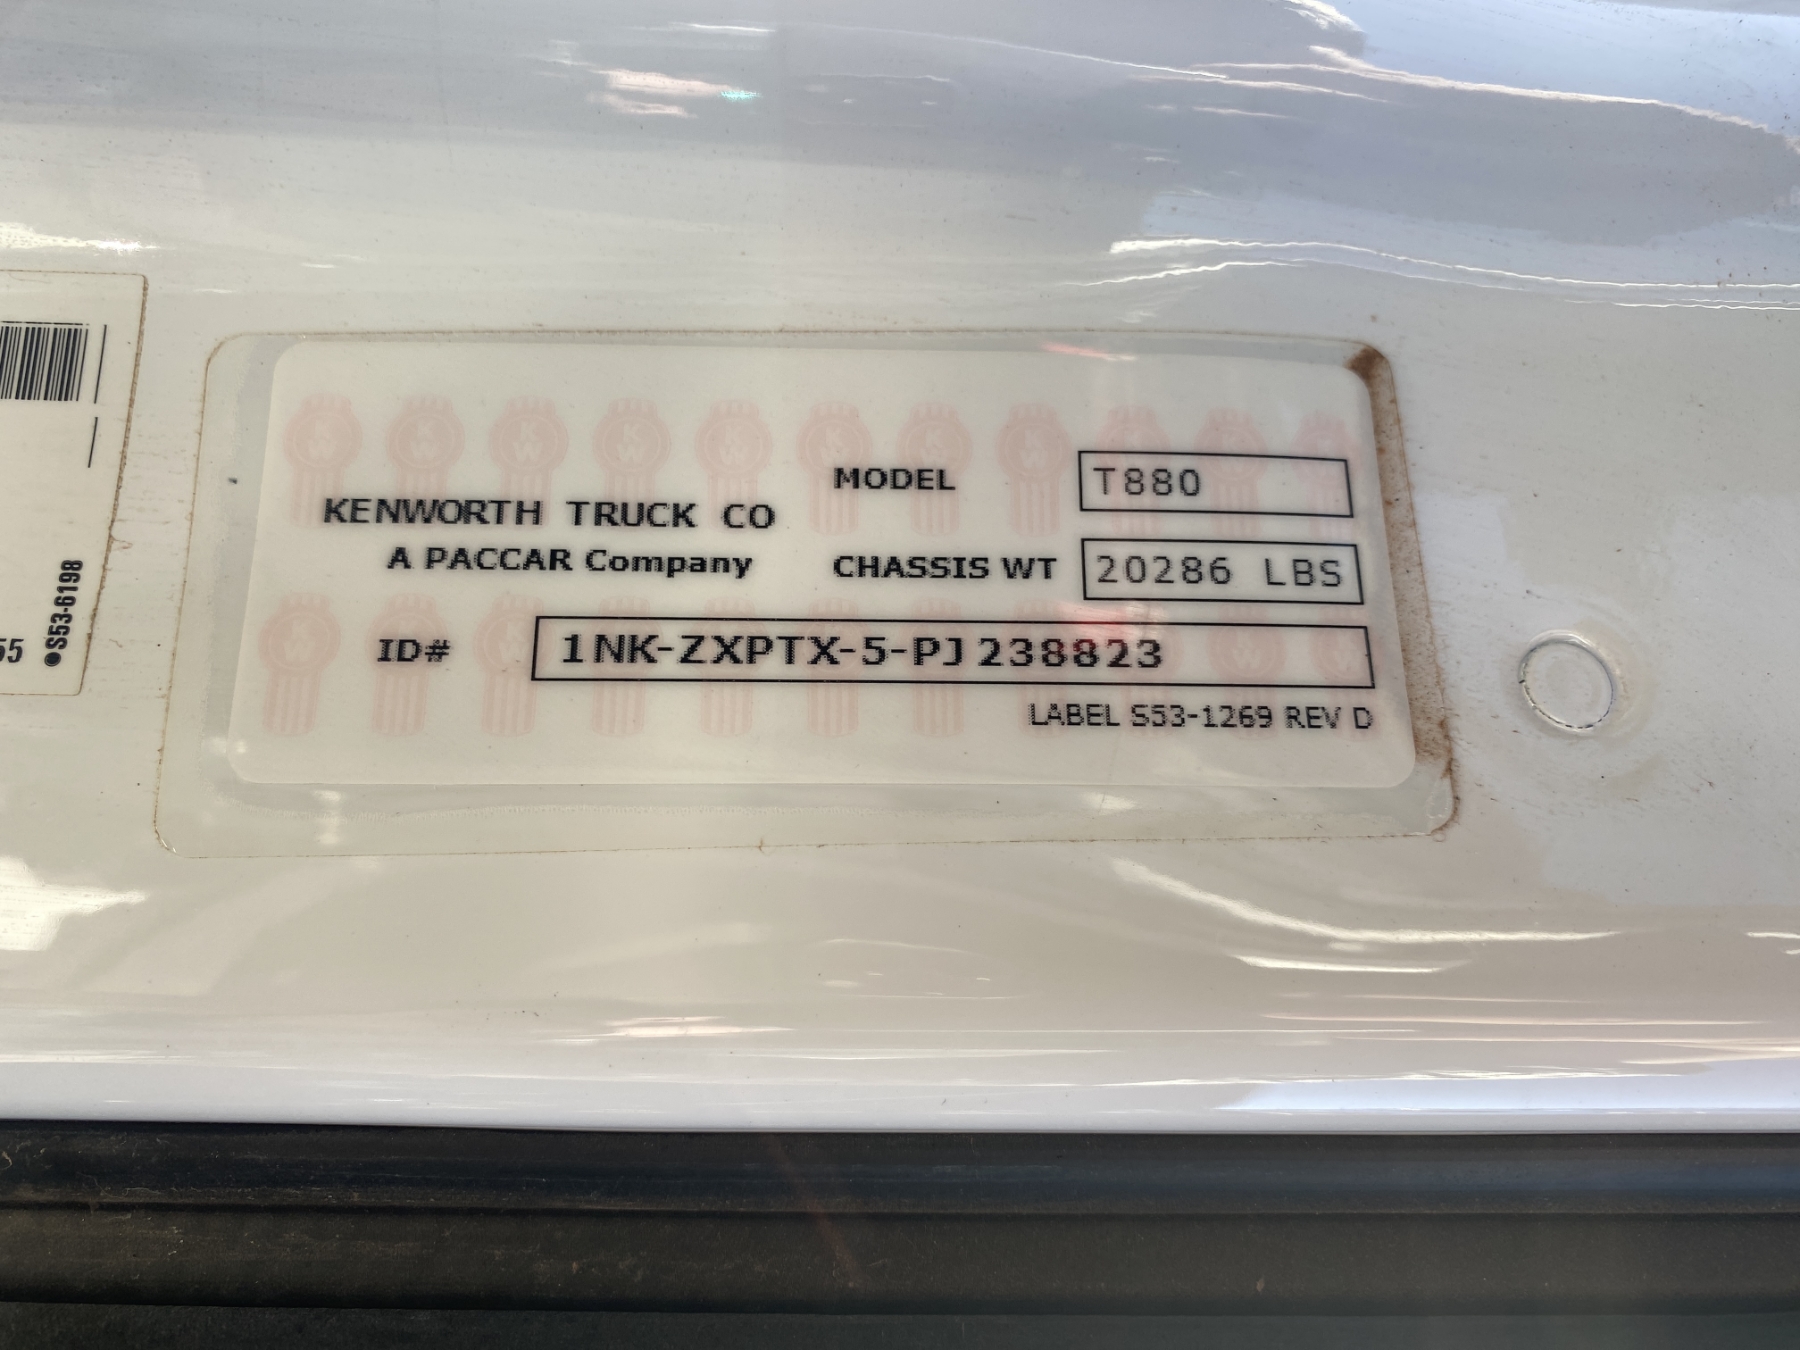 KENWORTH TRUCK CO
A PACCAR Company
MODEL T880
CHASSIS WT 20286 LBS
ID# 1NK-ZXPTX-5-PJ238823
LABEL S53-1269 REV D
55 ●S53-6198